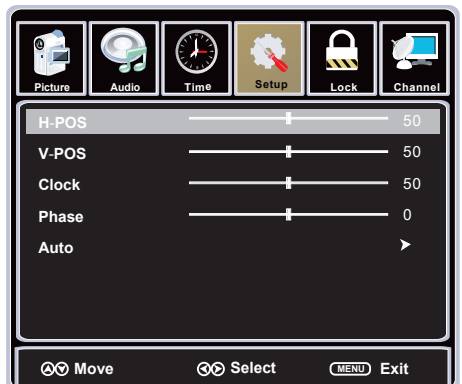 Picture Audio Time Setup Lock Channel
H-POS 50
V-POS 50
Clock 50
Phase 0
Auto
Move Select MENU Exit